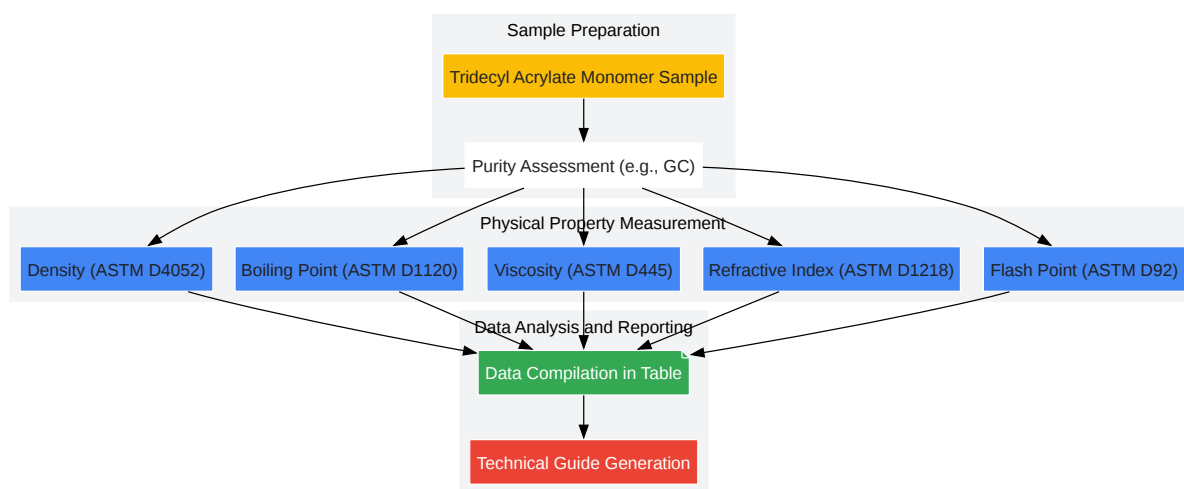 Sample Preparation
Tridecyl Acrylate Monomer Sample
Purity Assessment (e.g., GC)
Physical Property Measurement
Density (ASTM D4052)
Boiling Point (ASTM D1120)
Viscosity (ASTM D445)
Refractive Index (ASTM D1218)
Flash Point (ASTM D92)
Data Analysis and Reporting
Data Compilation in Table
Technical Guide Generation